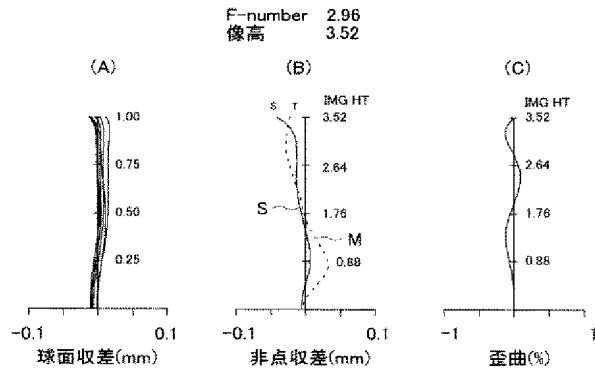 F-number 2.96
像高 3.52
(A) (B) (C)
S T IMG HT IMG HT
1.00 3.52 3.52
0.75 2.64 2.64
S
0.50 1.76 1.76
M
0.25 0.88 0.88
-0.1 0.1 -0.1 0.1 -1 1
球面収差(mm) 非点収差(mm) 歪曲(%)